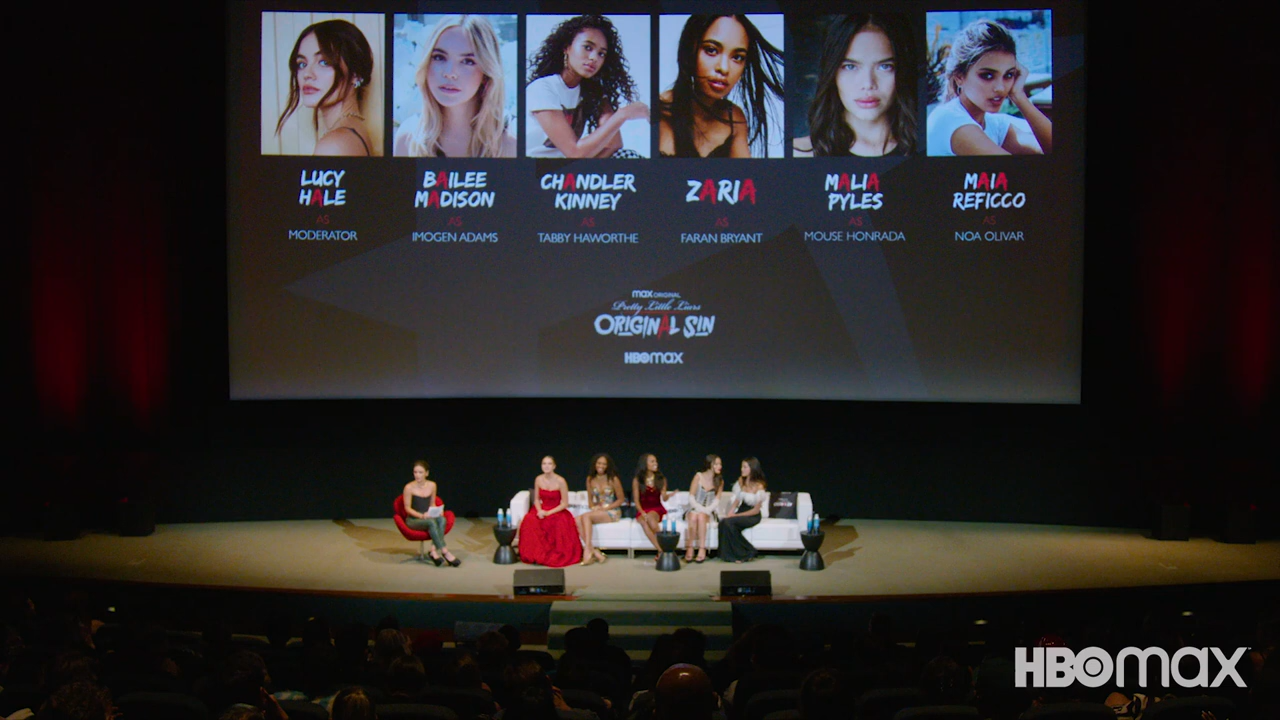 LUCY
HALE
AS
MODERATOR
BAILEE
MADISON
AS
IMOGEN ADAMS
CHANDLER
KINNEY
AS
TABBY HAWORTHE
ZARIA
AS
FARAN BRYANT
MALIA
PYLES
AS
MOUSE HONRADA
MAIA
REFICCO
AS
NOA OLIVAR
max ORIGINAL
Pretty Little Liars
ORIGINAL SIN
HBOmax
HBOMAX